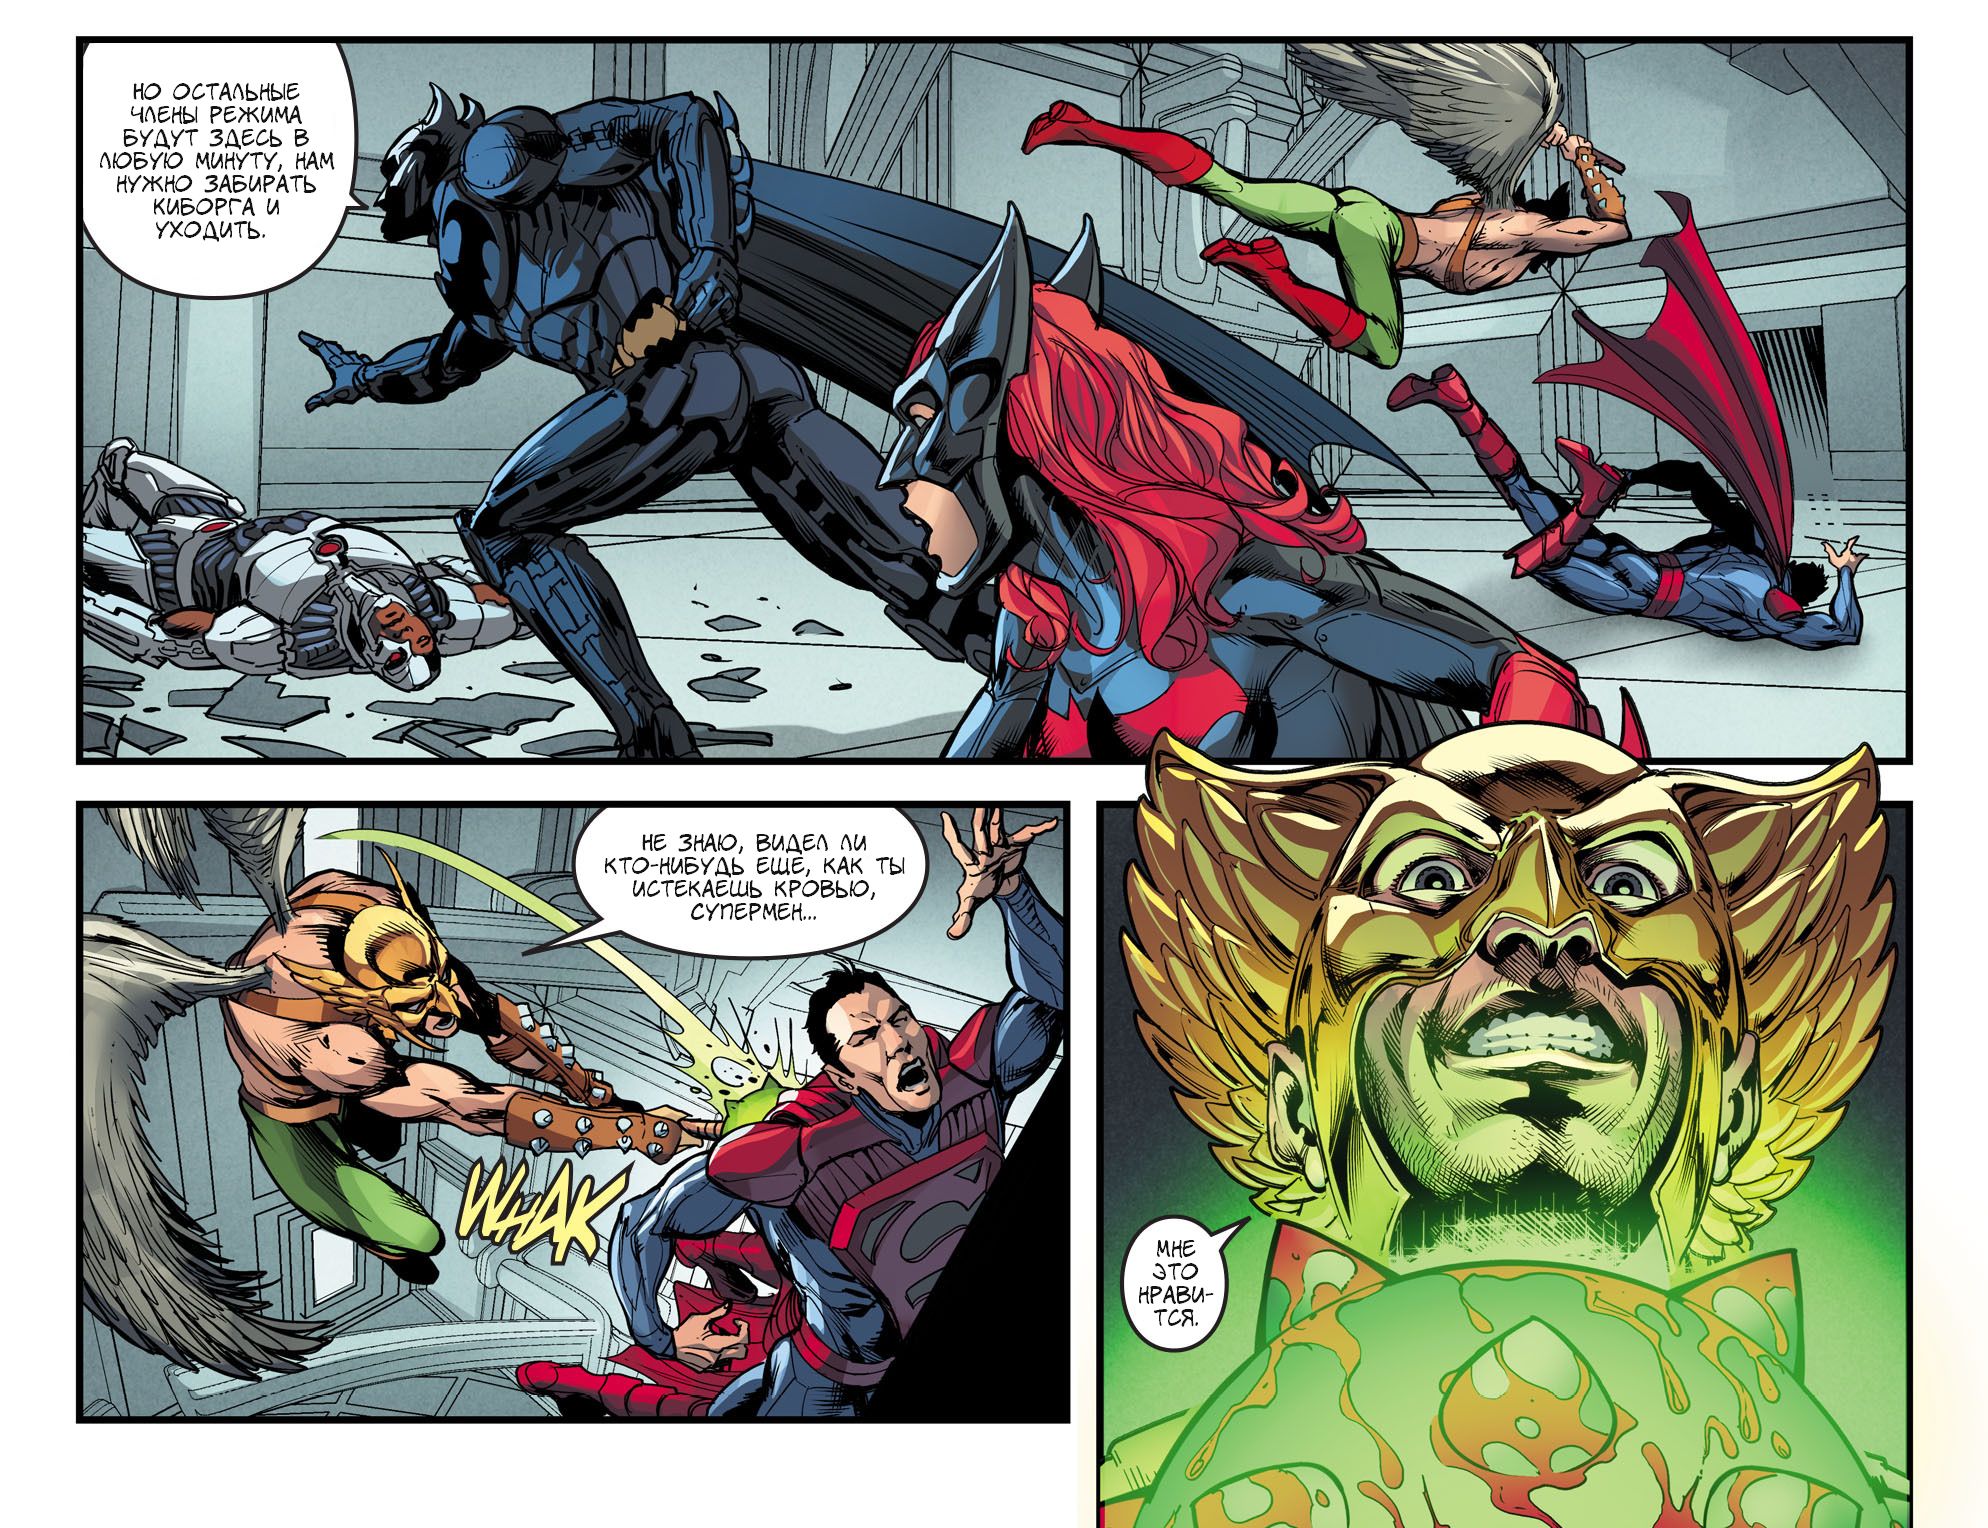 НО ОСТАЛЬНЫЕ
ЧЛЕНЫ РЕЖИМА
БУДУТ ЗДЕСЬ В
ЛЮБУЮ МИНУТУ, НАМ
НУЖНО ЗАБИРАТЬ
КИБОРГА И
УХОДИТЬ.
НЕ ЗНАЮ, ВИДЕЛ ЛИ
КТО-НИБУДЬ ЕЩЕ, КАК ТЫ
ИСТЕКАЕШЬ КРОВЬЮ,
СУПЕРМЕН...
WHAK
МНЕ
ЭТО
НРАВИ-
ТСЯ.